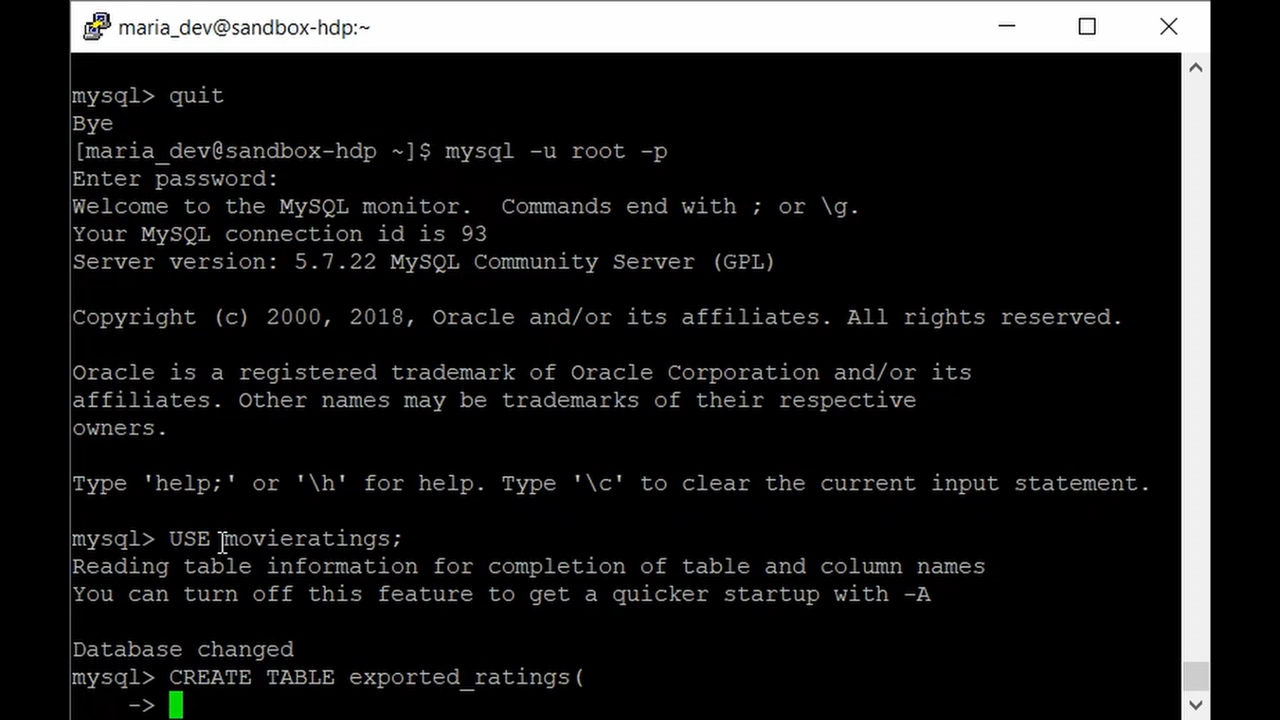 maria_dev@sandbox-hdp:~
mysql> quit
Bye
[maria_dev@sandbox-hdp ~]$ mysql -u root -p
Enter password:
Welcome to the MySQL monitor.  Commands end with ; or \g.
Your MySQL connection id is 93
Server version: 5.7.22 MySQL Community Server (GPL)
Copyright (c) 2000, 2018, Oracle and/or its affiliates. All rights reserved.
Oracle is a registered trademark of Oracle Corporation and/or its
affiliates. Other names may be trademarks of their respective
owners.
Type 'help;' or '\h' for help. Type '\c' to clear the current input statement.
mysql> USE movieratings;
Reading table information for completion of table and column names
You can turn off this feature to get a quicker startup with -A
Database changed
mysql> CREATE TABLE exported_ratings(
    ->